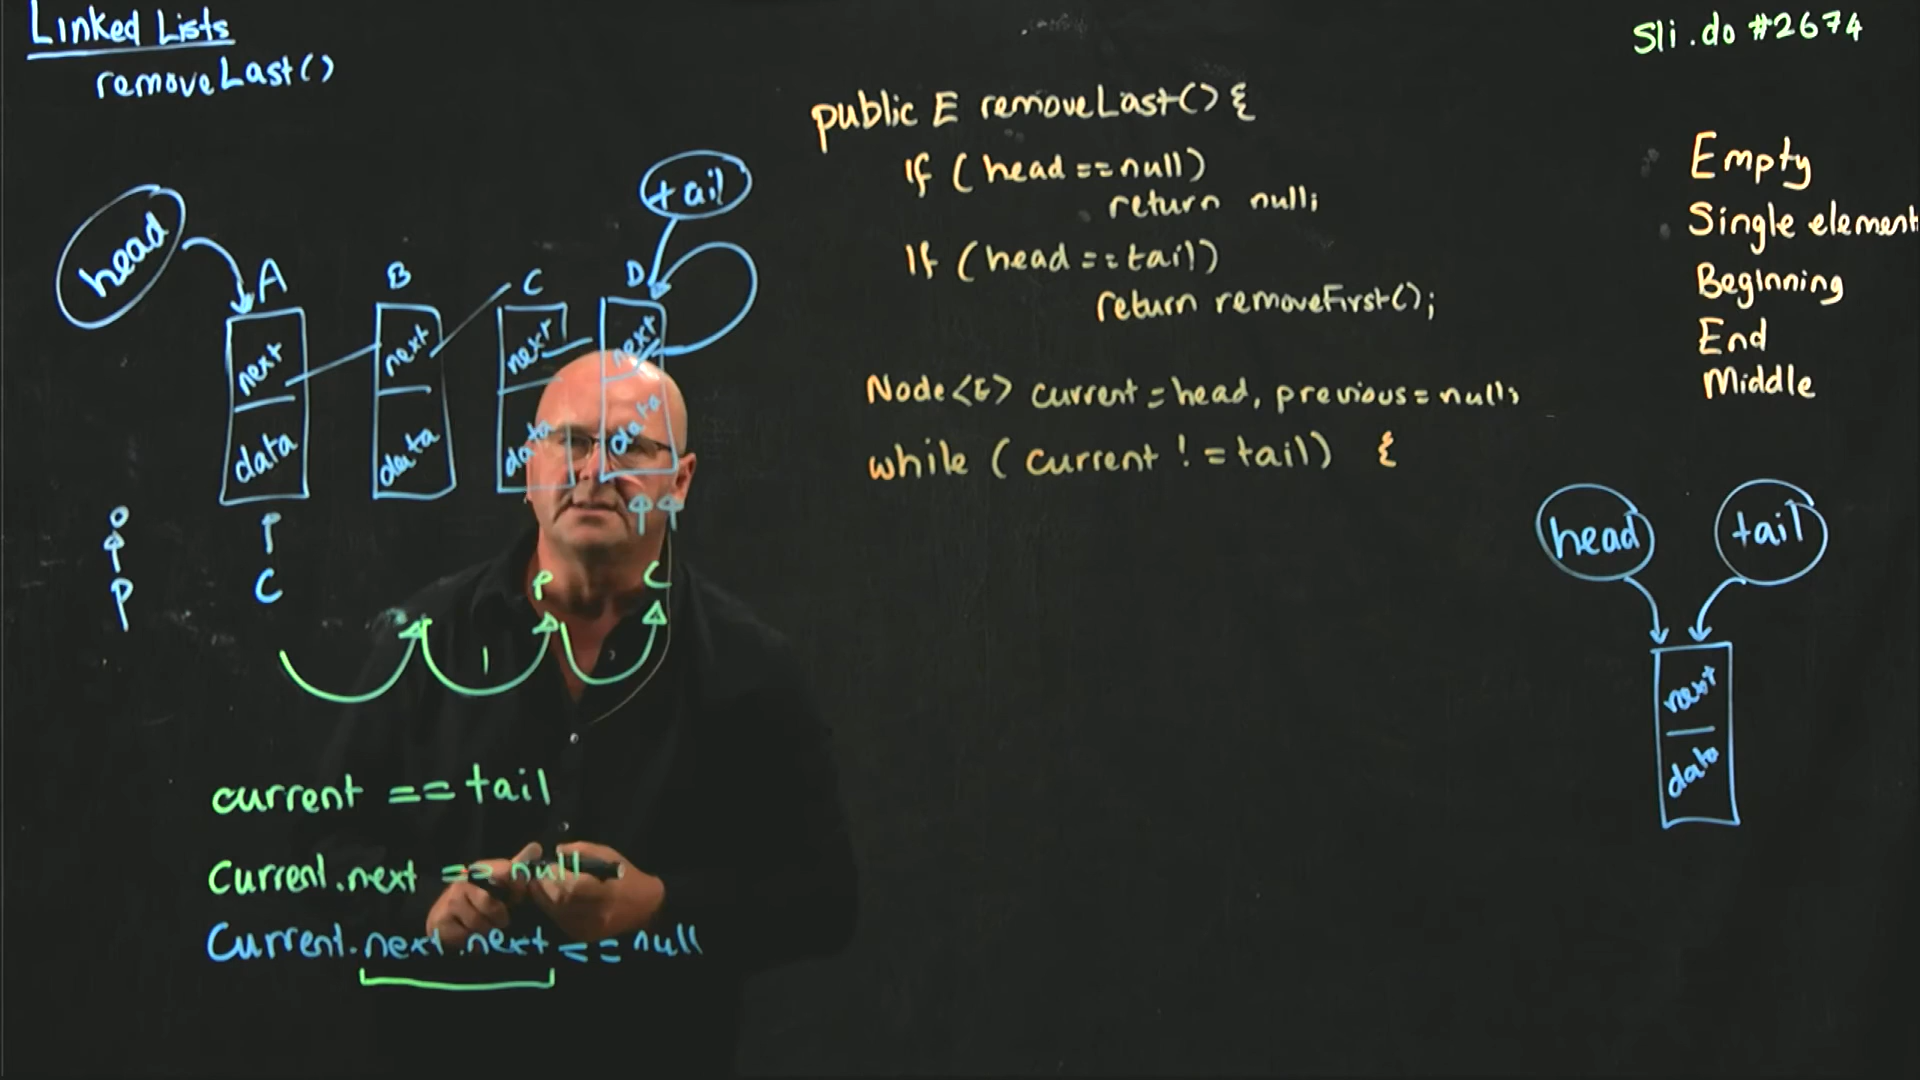 Linked Lists
removeLast()
Sli.do #2674
public E removeLast() {
If (head == null)
return null;
If (head == tail)
return removeFirst();
Node<E> current = head, previous = null;
while (current != tail) {
Empty
Single element
Beginning
End
Middle
head
tail
A B C D
next next next next
data data data data
O P
P C
P C
current == tail
Current.next == null
Current.next.next == null
head tail
next
data